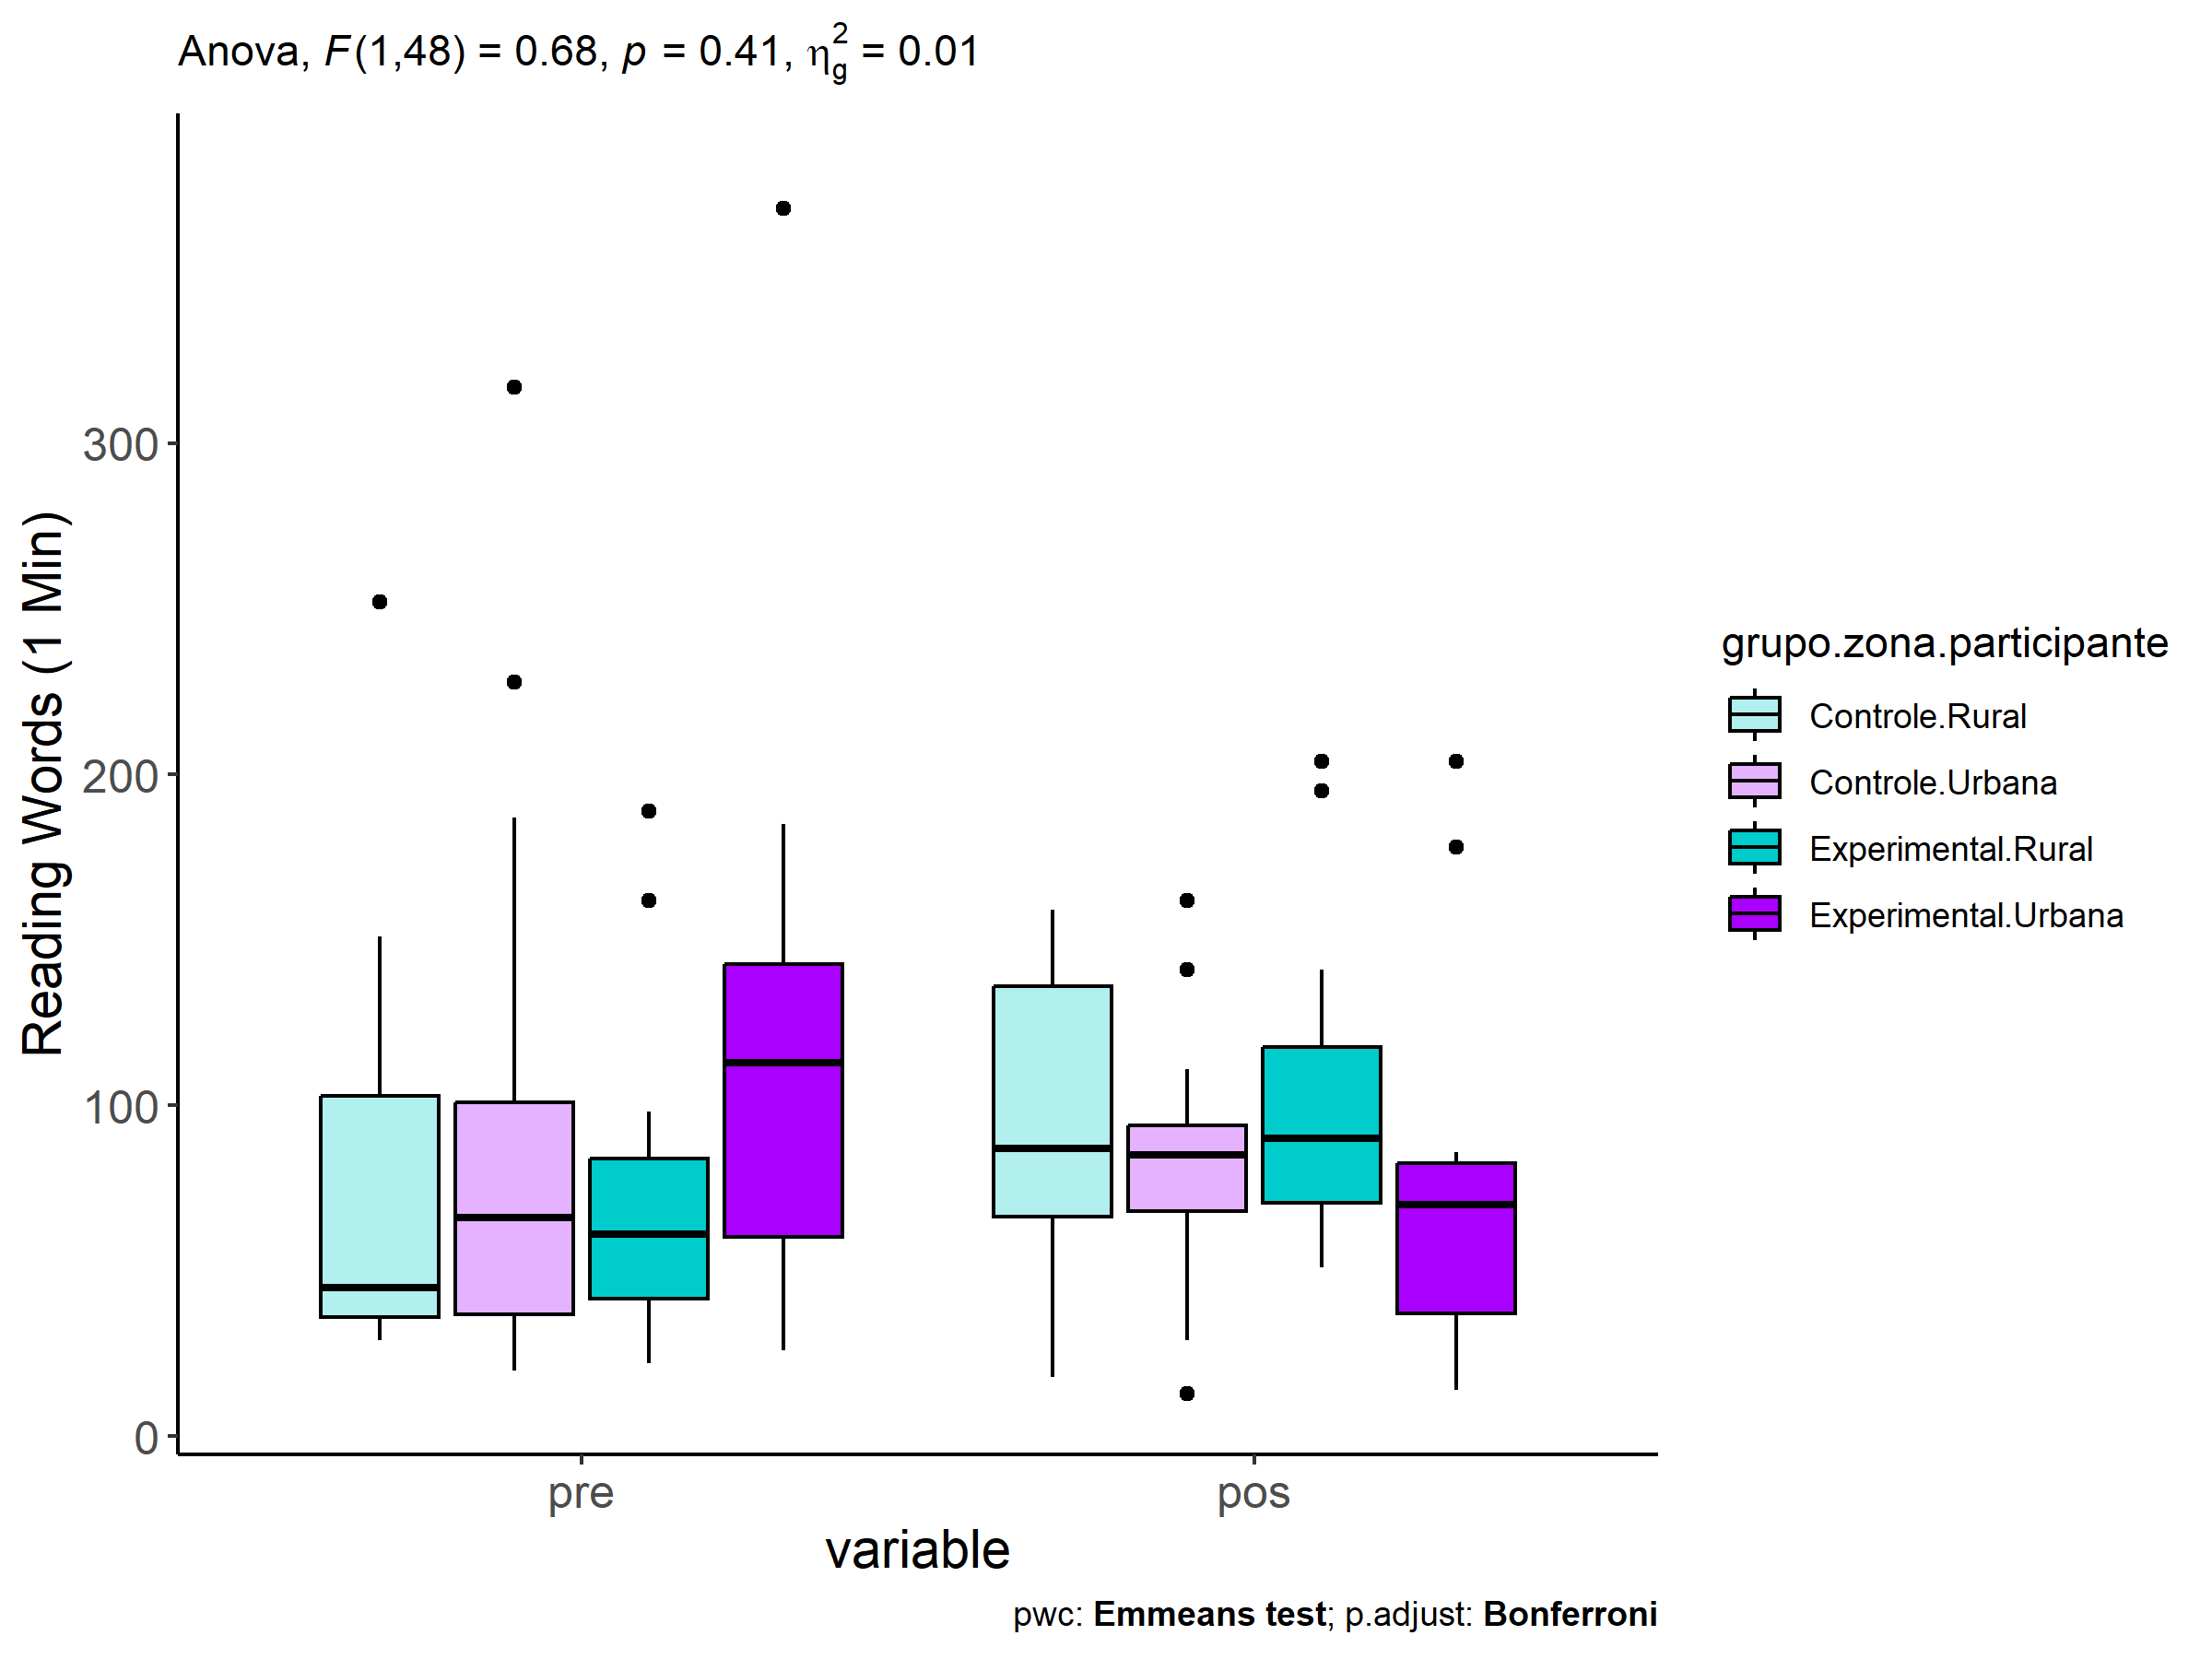 Anova, F(1,48) = 0.68, p = 0.41, η²g = 0.01
Reading Words (1 Min)
300
200
100
0
pre pos
variable
grupo.zona.participante
Controle.Rural
Controle.Urbana
Experimental.Rural
Experimental.Urbana
pwc: Emmeans test; p.adjust: Bonferroni